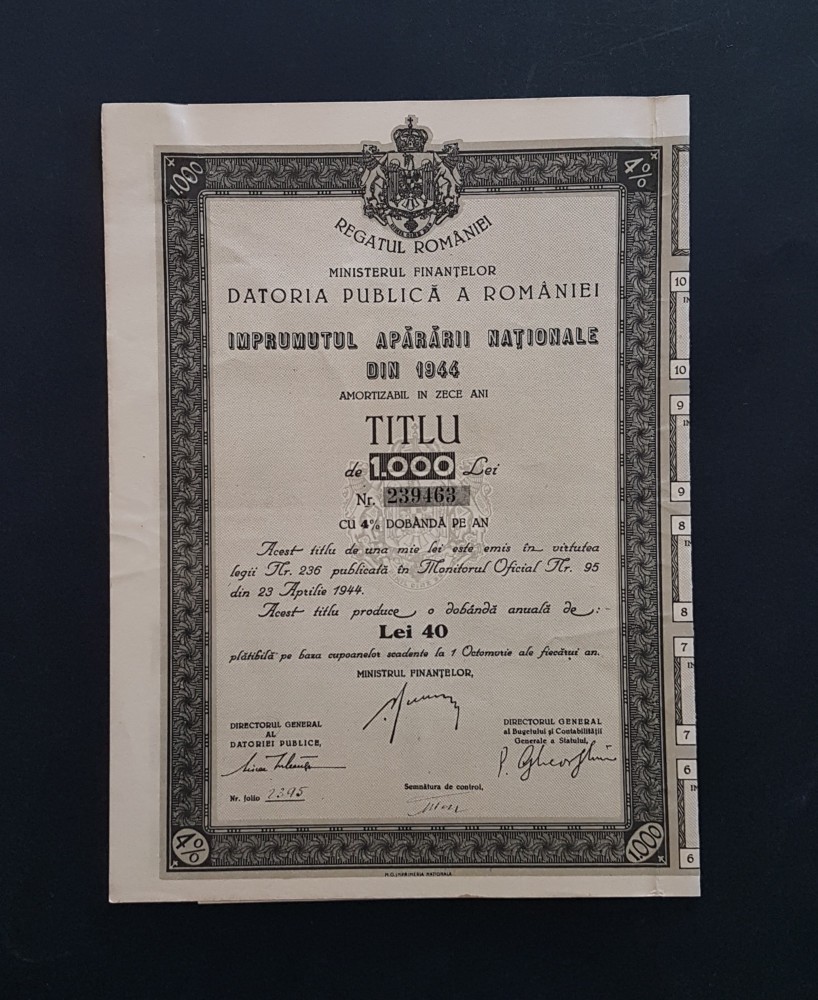 1.000
4%
REGATUL ROMÂNIEI
MINISTERUL FINANȚELOR
DATORIA PUBLICĂ A ROMÂNIEI
IMPRUMUTUL APĂRĂRII NAȚIONALE
DIN 1944
AMORTIZABIL IN ZECE ANI
TITLU
de 1.000 Lei
Nr. 239463
CU 4% DOBÂNDĂ PE AN
Acest titlu de una mie lei este emis în virtutea
legii Nr. 236 publicată în Monitorul Oficial Nr. 95
din 23 Aprilie 1944.
Acest titlu produce o dobândă anuală de :-
Lei 40
plătibilă pe baza cupoanelor scadente la 1 Octomvrie ale fiecărui an.
MINISTRUL FINANȚELOR,
DIRECTORUL GENERAL
AL
DATORIEI PUBLICE,
DIRECTORUL GENERAL
al Bugetului și Contabilității
Generale a Statului,
P. Gheorghiu
Nr. folio 2395
Semnătura de control,
4%
1.000
M.O. IMPRIMERIA NAȚIONALĂ
10
10
9
9
8
8
7
7
6
6